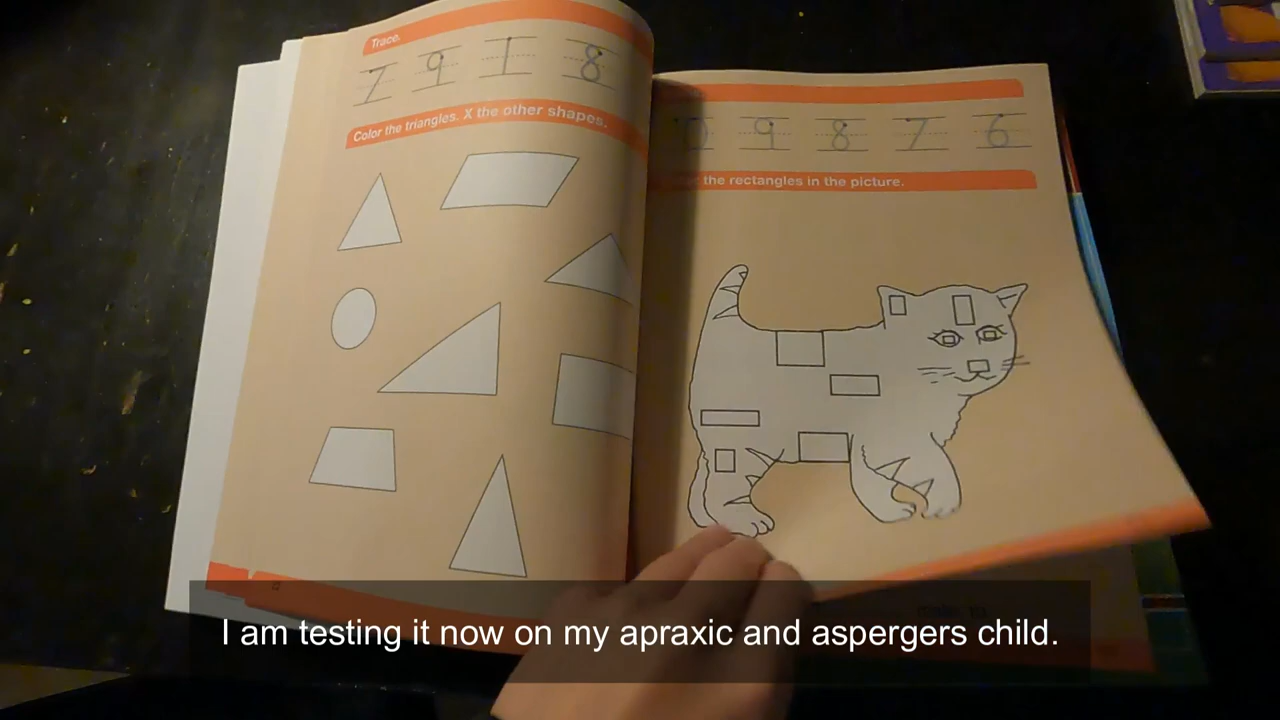 Trace.
7 9 1 8
Color the triangles. X the other shapes.
9 8 7 6
the rectangles in the picture.
I am testing it now on my apraxic and aspergers child.